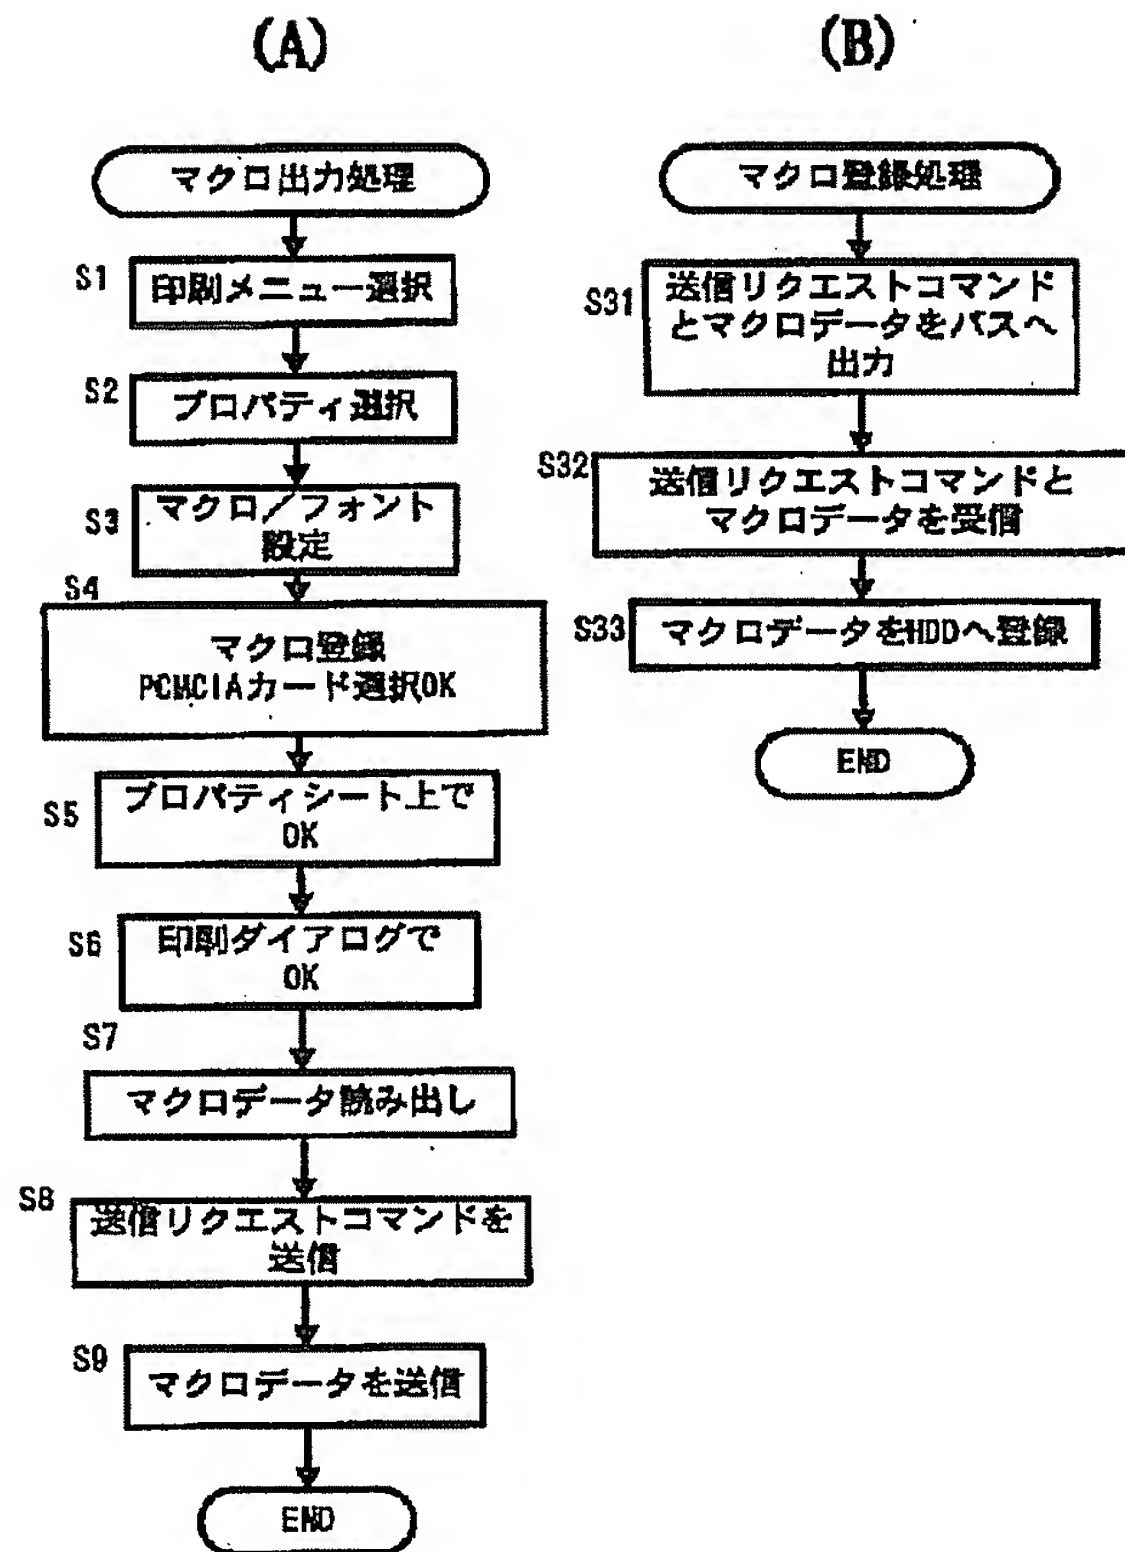 (A)
マクロ出力処理
S1
印刷メニュー選択
S2
プロパティ選択
S3
マクロ/フォント
設定
S4
マクロ登録
PCMCIAカード選択OK
S5
プロパティシート上で
OK
S6
印刷ダイアログで
OK
S7
マクロデータ読み出し
S8
送信リクエストコマンドを
送信
S9
マクロデータを送信
END
(B)
マクロ登録処理
S31
送信リクエストコマンド
とマクロデータをバスへ
出力
S32
送信リクエストコマンドと
マクロデータを受信
S33
マクロデータをHDDへ登録
END